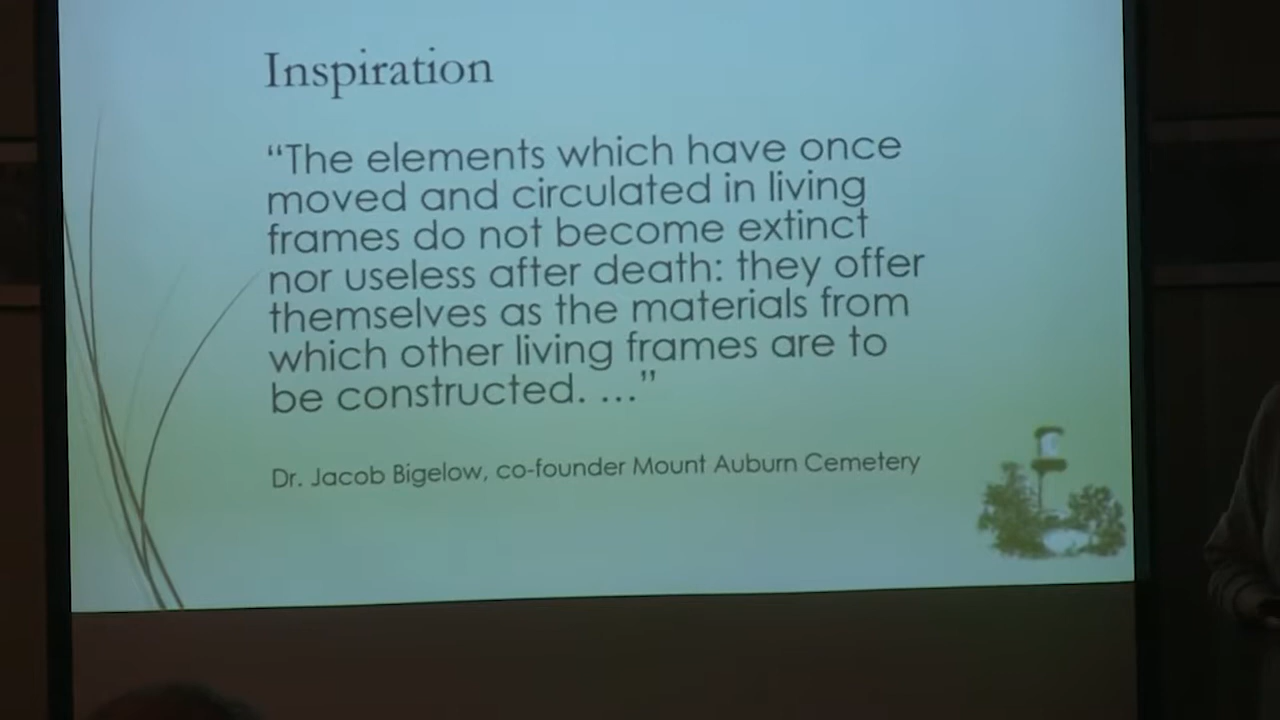 Inspiration
“The elements which have once
moved and circulated in living
frames do not become extinct
nor useless after death: they offer
themselves as the materials from
which other living frames are to
be constructed. …”
Dr. Jacob Bigelow, co-founder Mount Auburn Cemetery